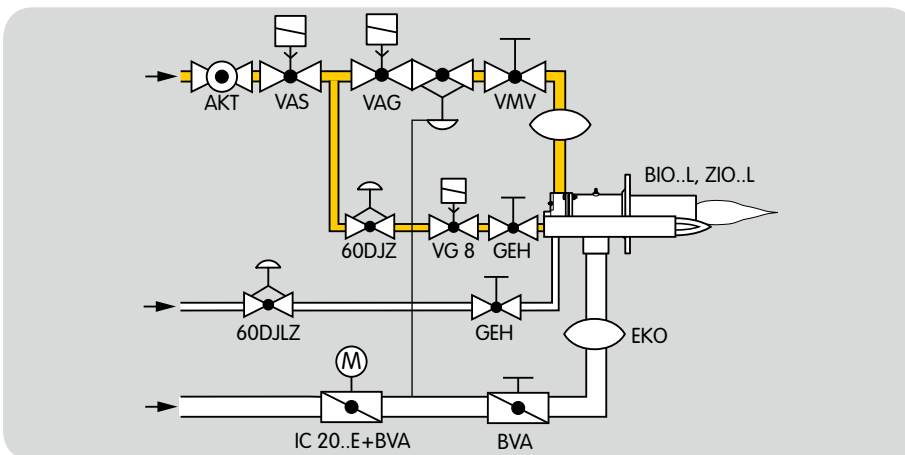 AKT
VAS
VAG
VMV
BIO..L, ZIO..L
60DJZ
VG 8
GEH
60DJLZ
GEH
EKO
M
IC 20..E+BVA
BVA